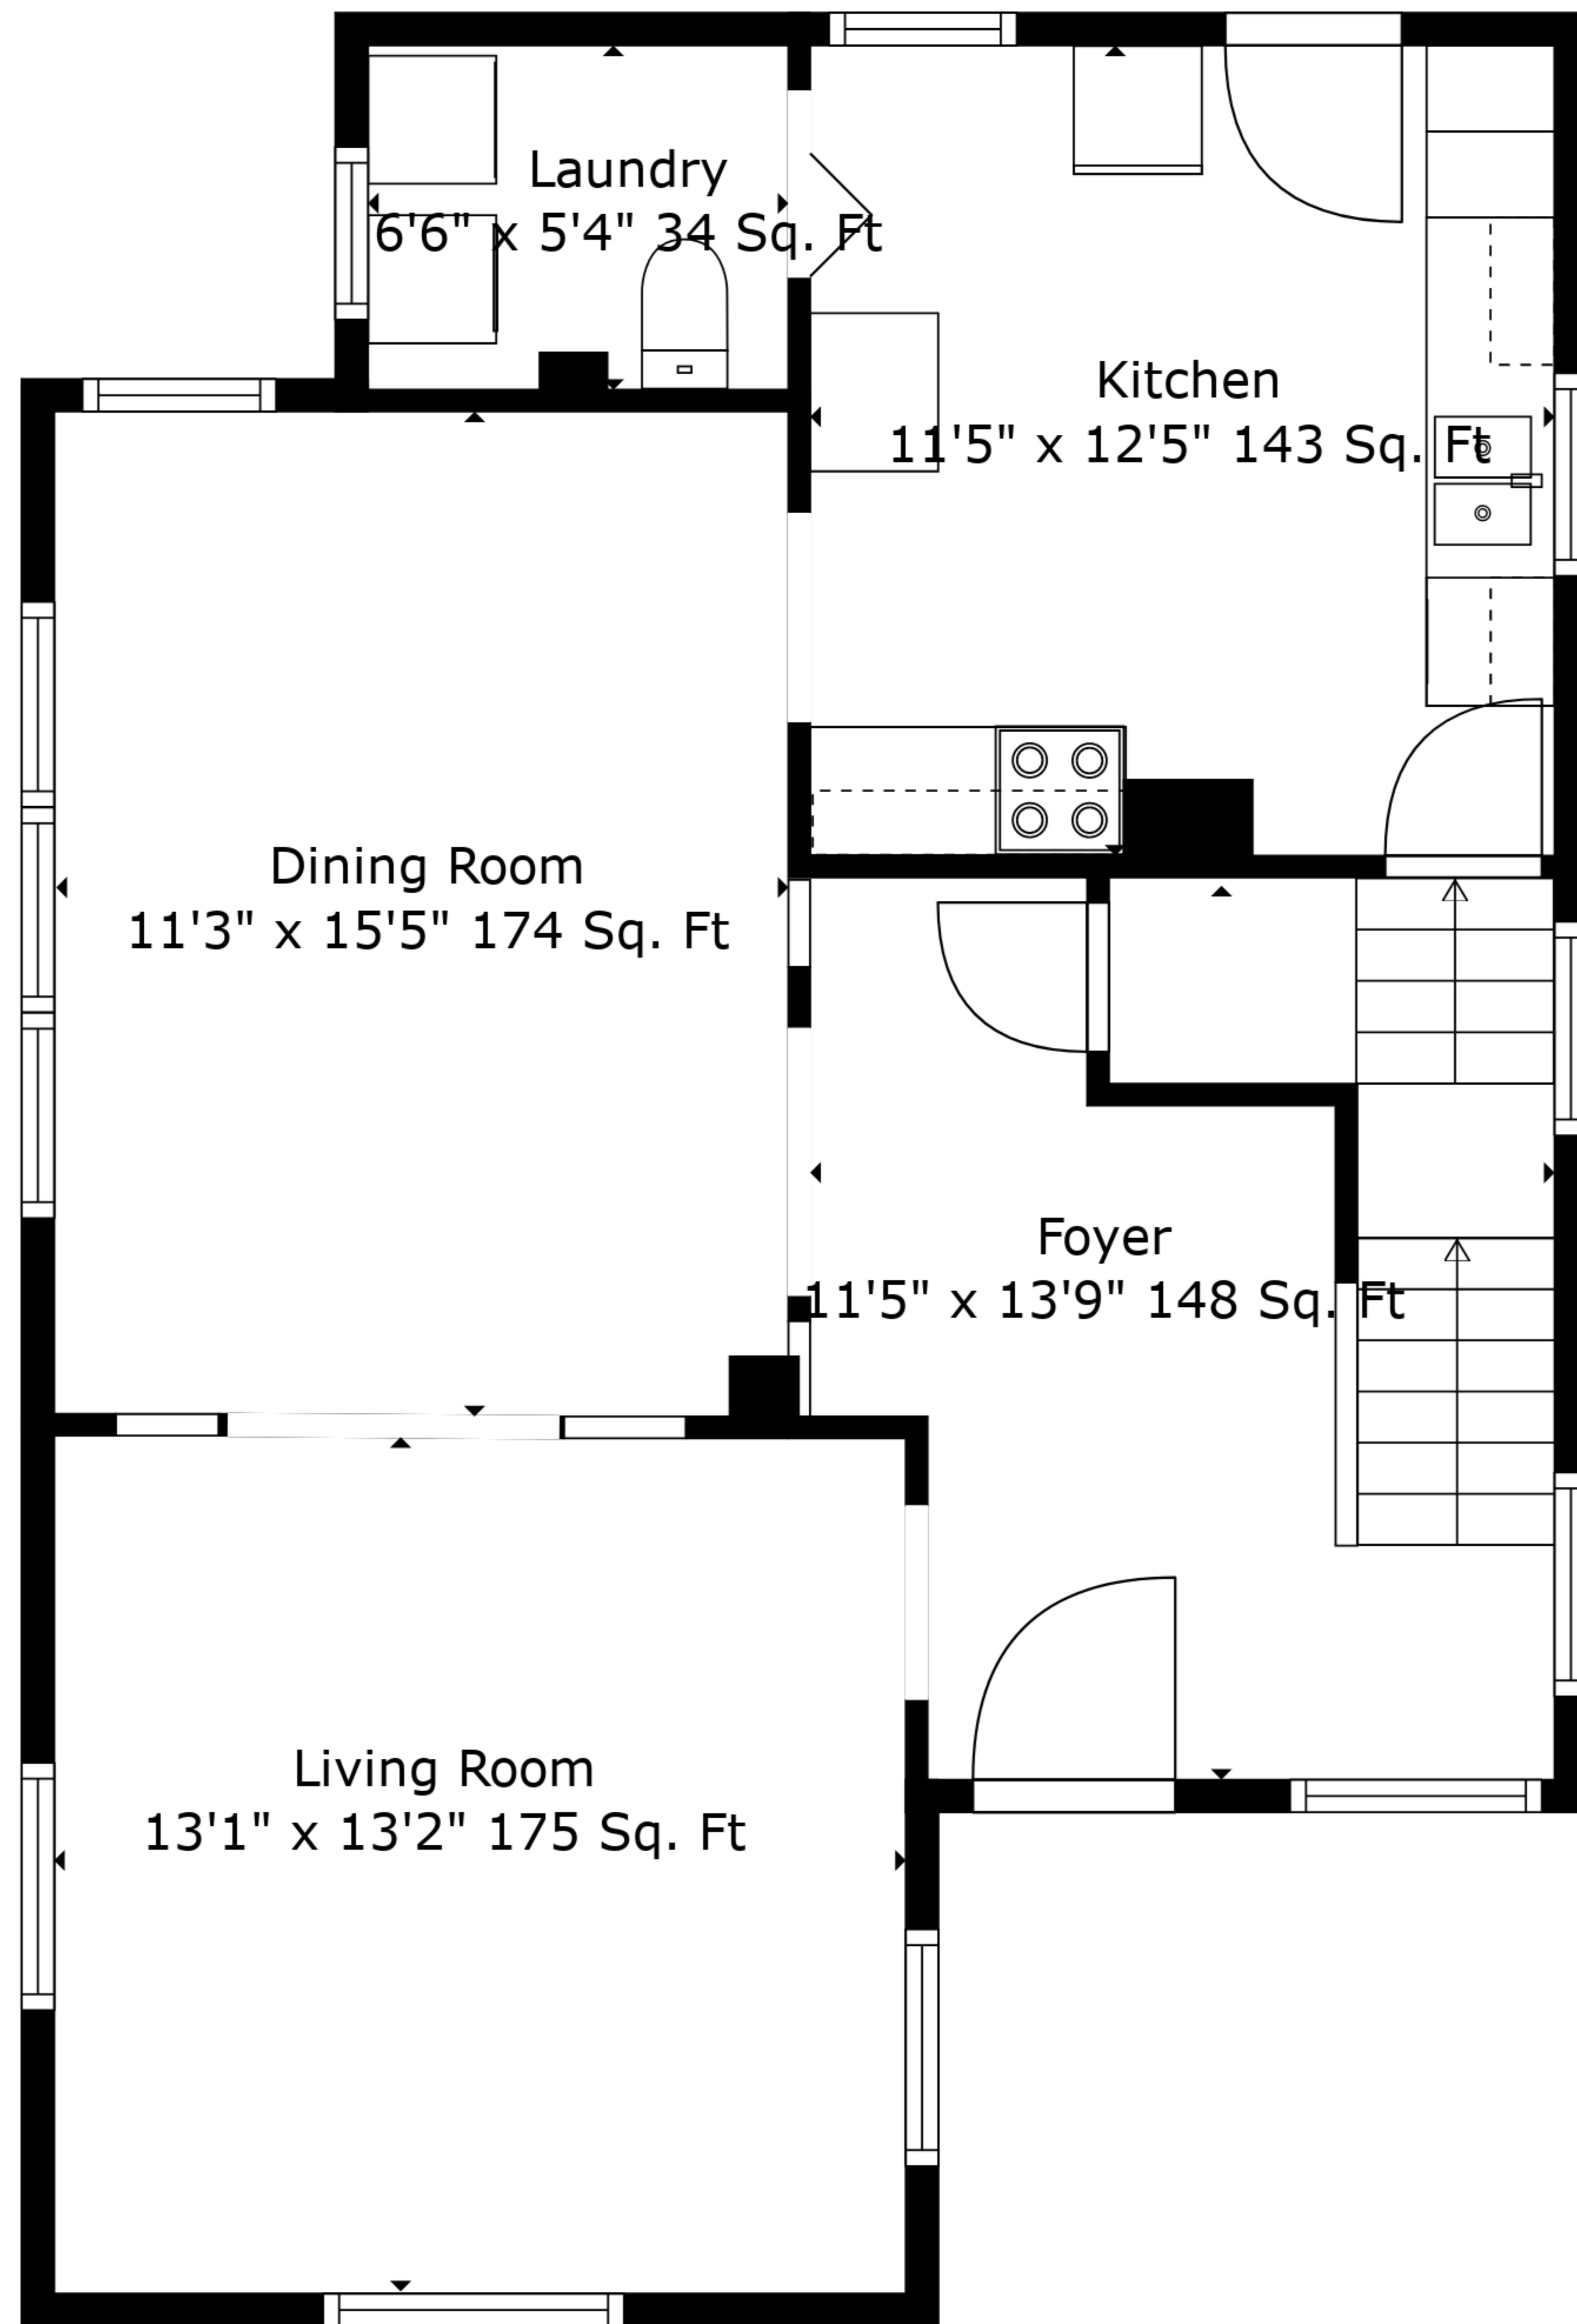 Laundry
6'6" x 5'4" 34 Sq. Ft
Kitchen
11'5" x 12'5" 143 Sq. Ft
Dining Room
11'3" x 15'5" 174 Sq. Ft
Foyer
11'5" x 13'9" 148 Sq. Ft
Living Room
13'1" x 13'2" 175 Sq. Ft